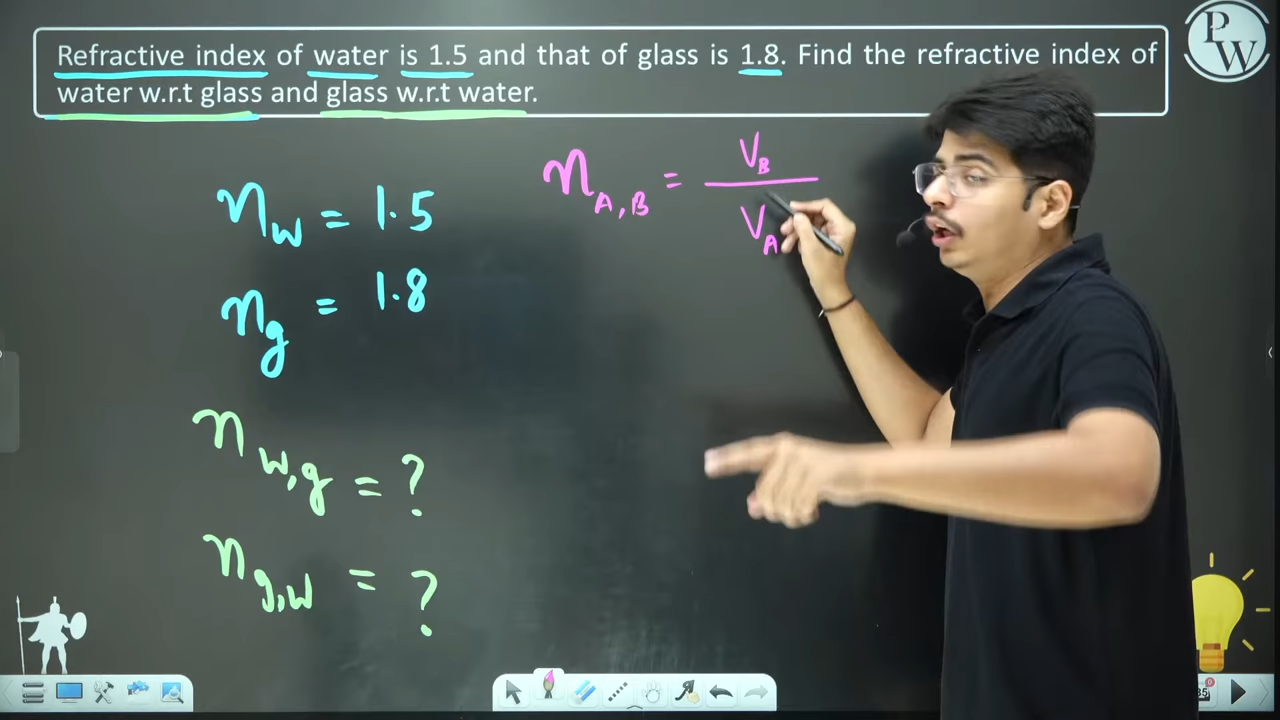 Refractive index of water is 1.5 and that of glass is 1.8. Find the refractive index of
water w.r.t glass and glass w.r.t water.
P
W
n_w = 1.5
n_g = 1.8
n_A,B = V_B / V_A
n_w,g = ?
n_g,w = ?